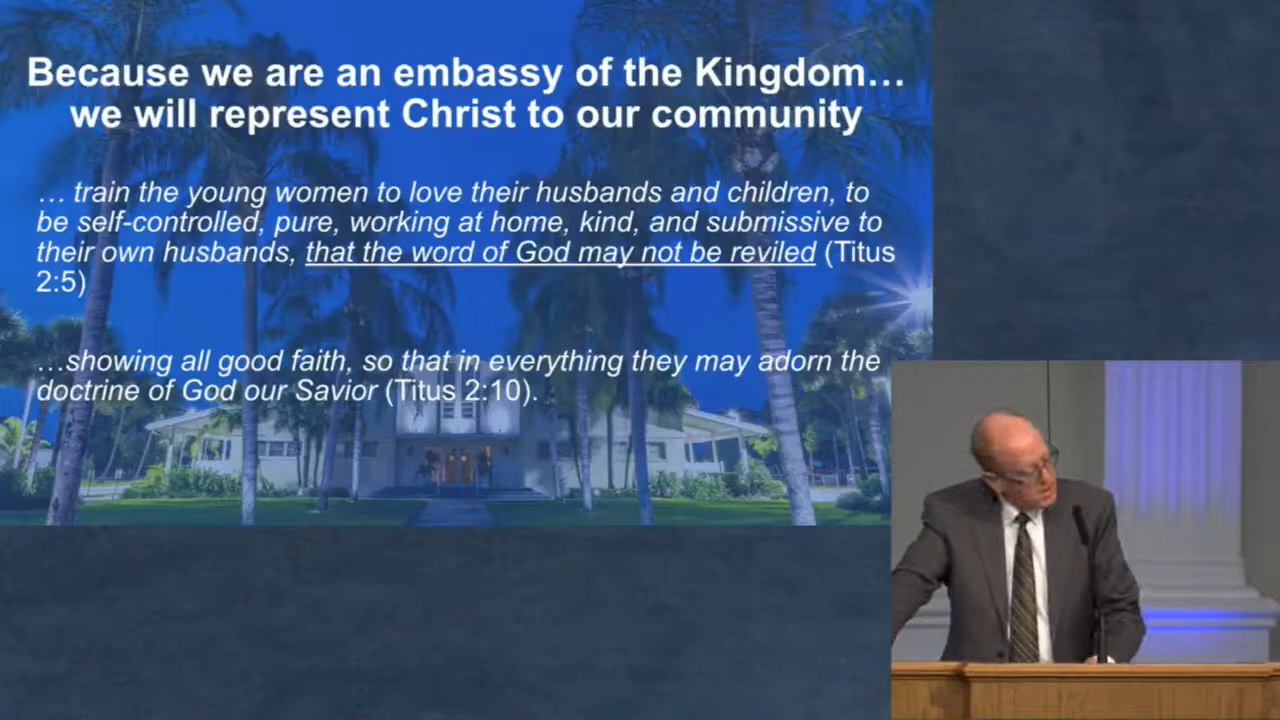 Because we are an embassy of the Kingdom…
we will represent Christ to our community
… train the young women to love their husbands and children, to
be self-controlled, pure, working at home, kind, and submissive to
their own husbands, that the word of God may not be reviled (Titus
2:5)
…showing all good faith, so that in everything they may adorn the
doctrine of God our Savior (Titus 2:10).